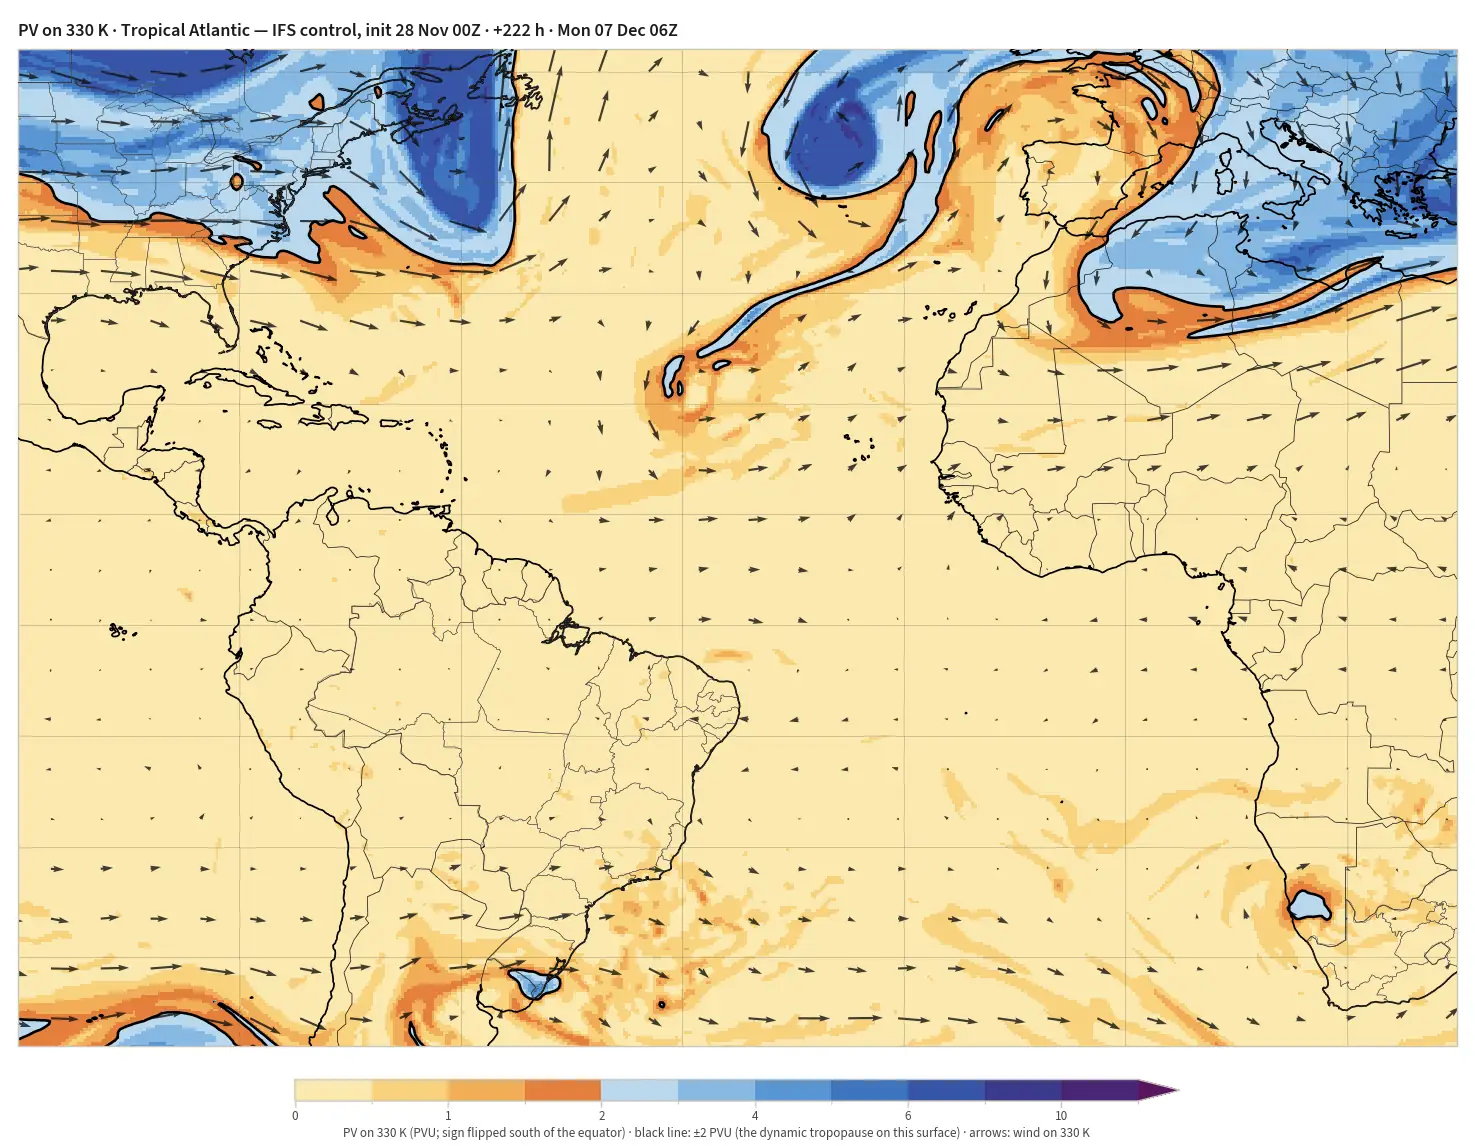 PV on 330 K · Tropical Atlantic — IFS control, init 28 Nov 00Z · +222 h · Mon 07 Dec 06Z
0 1 2 4 6 8 10
PV on 330 K (PVU; sign flipped south of the equator) · black line: ±2 PVU (the dynamic tropopause on this surface) · arrows: wind on 330 K